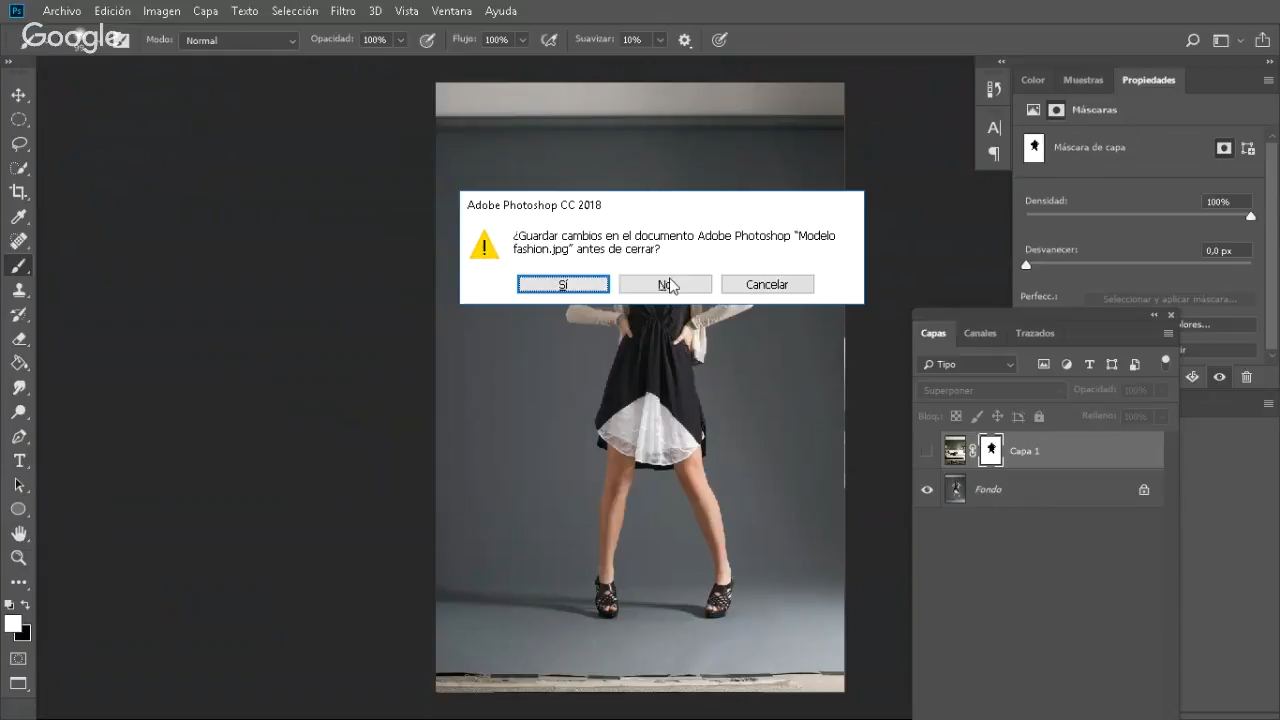 Ps Archivo Edición Imagen Capa Texto Selección Filtro 3D Vista Ventana Ayuda
Google
Modo: Normal Opacidad: 100% Flujo: 100% Suavizar: 10%
Color Muestras Propiedades
Máscaras
Máscara de capa
Densidad: 100%
Desvanecer: 0,0 px
Perfecc.: Seleccionar y aplicar máscara...
Adobe Photoshop CC 2018
¿Guardar cambios en el documento Adobe Photoshop “Modelo
fashion.jpg” antes de cerrar?
Sí No Cancelar
Capas Canales Trazados
Tipo
Superponer Opacidad: 100%
Bloq.: Relleno: 100%
Capa 1
Fondo